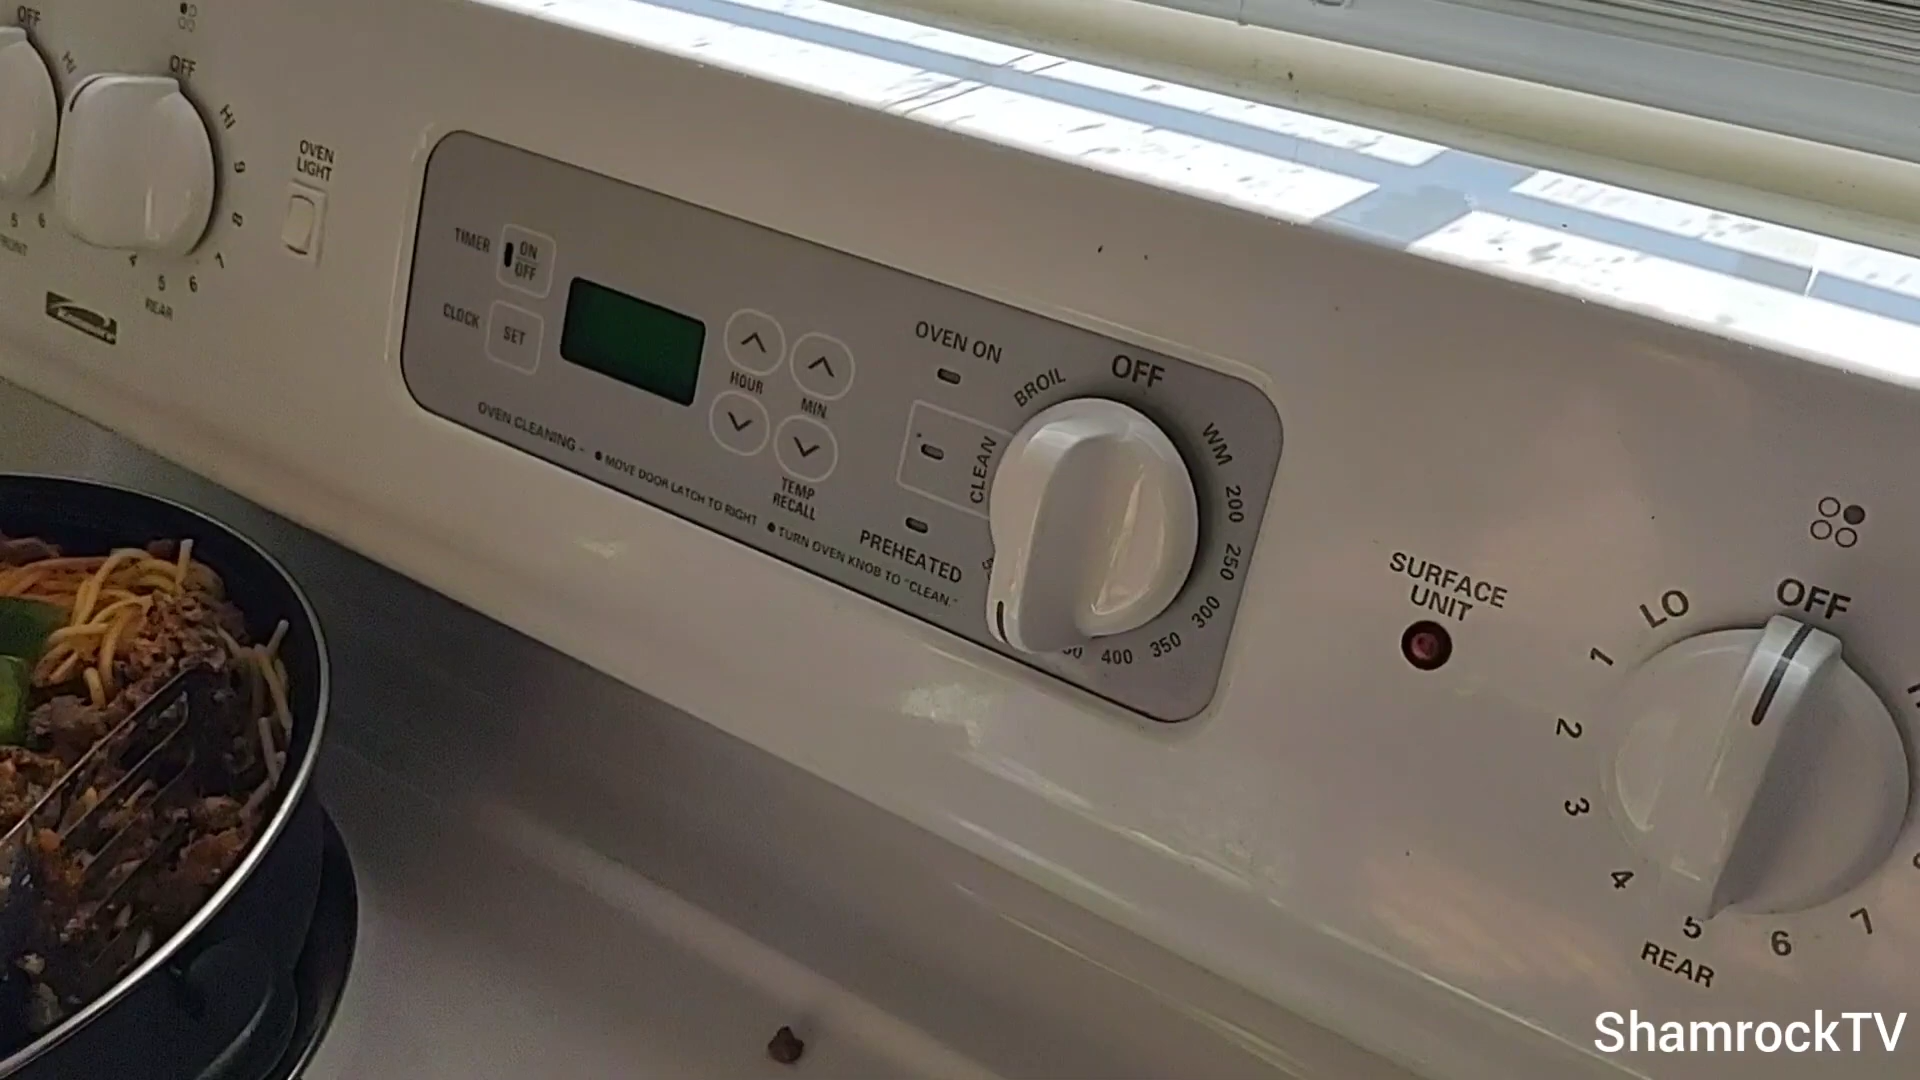 OFF
OFF
HI
HI
9
8
7
6
5
4
REAR
5
6
OVEN
LIGHT
TIMER
ON
OFF
CLOCK
SET
HOUR
MIN
TEMP
RECALL
OVEN CLEANING - • MOVE DOOR LATCH TO RIGHT • TURN OVEN KNOB TO "CLEAN."
OVEN ON
CLEAN
PREHEATED
BROIL
OFF
WM
200
250
300
350
400
SURFACE
UNIT
OFF
LO
1
2
3
4
5
6
7
REAR
ShamrockTV